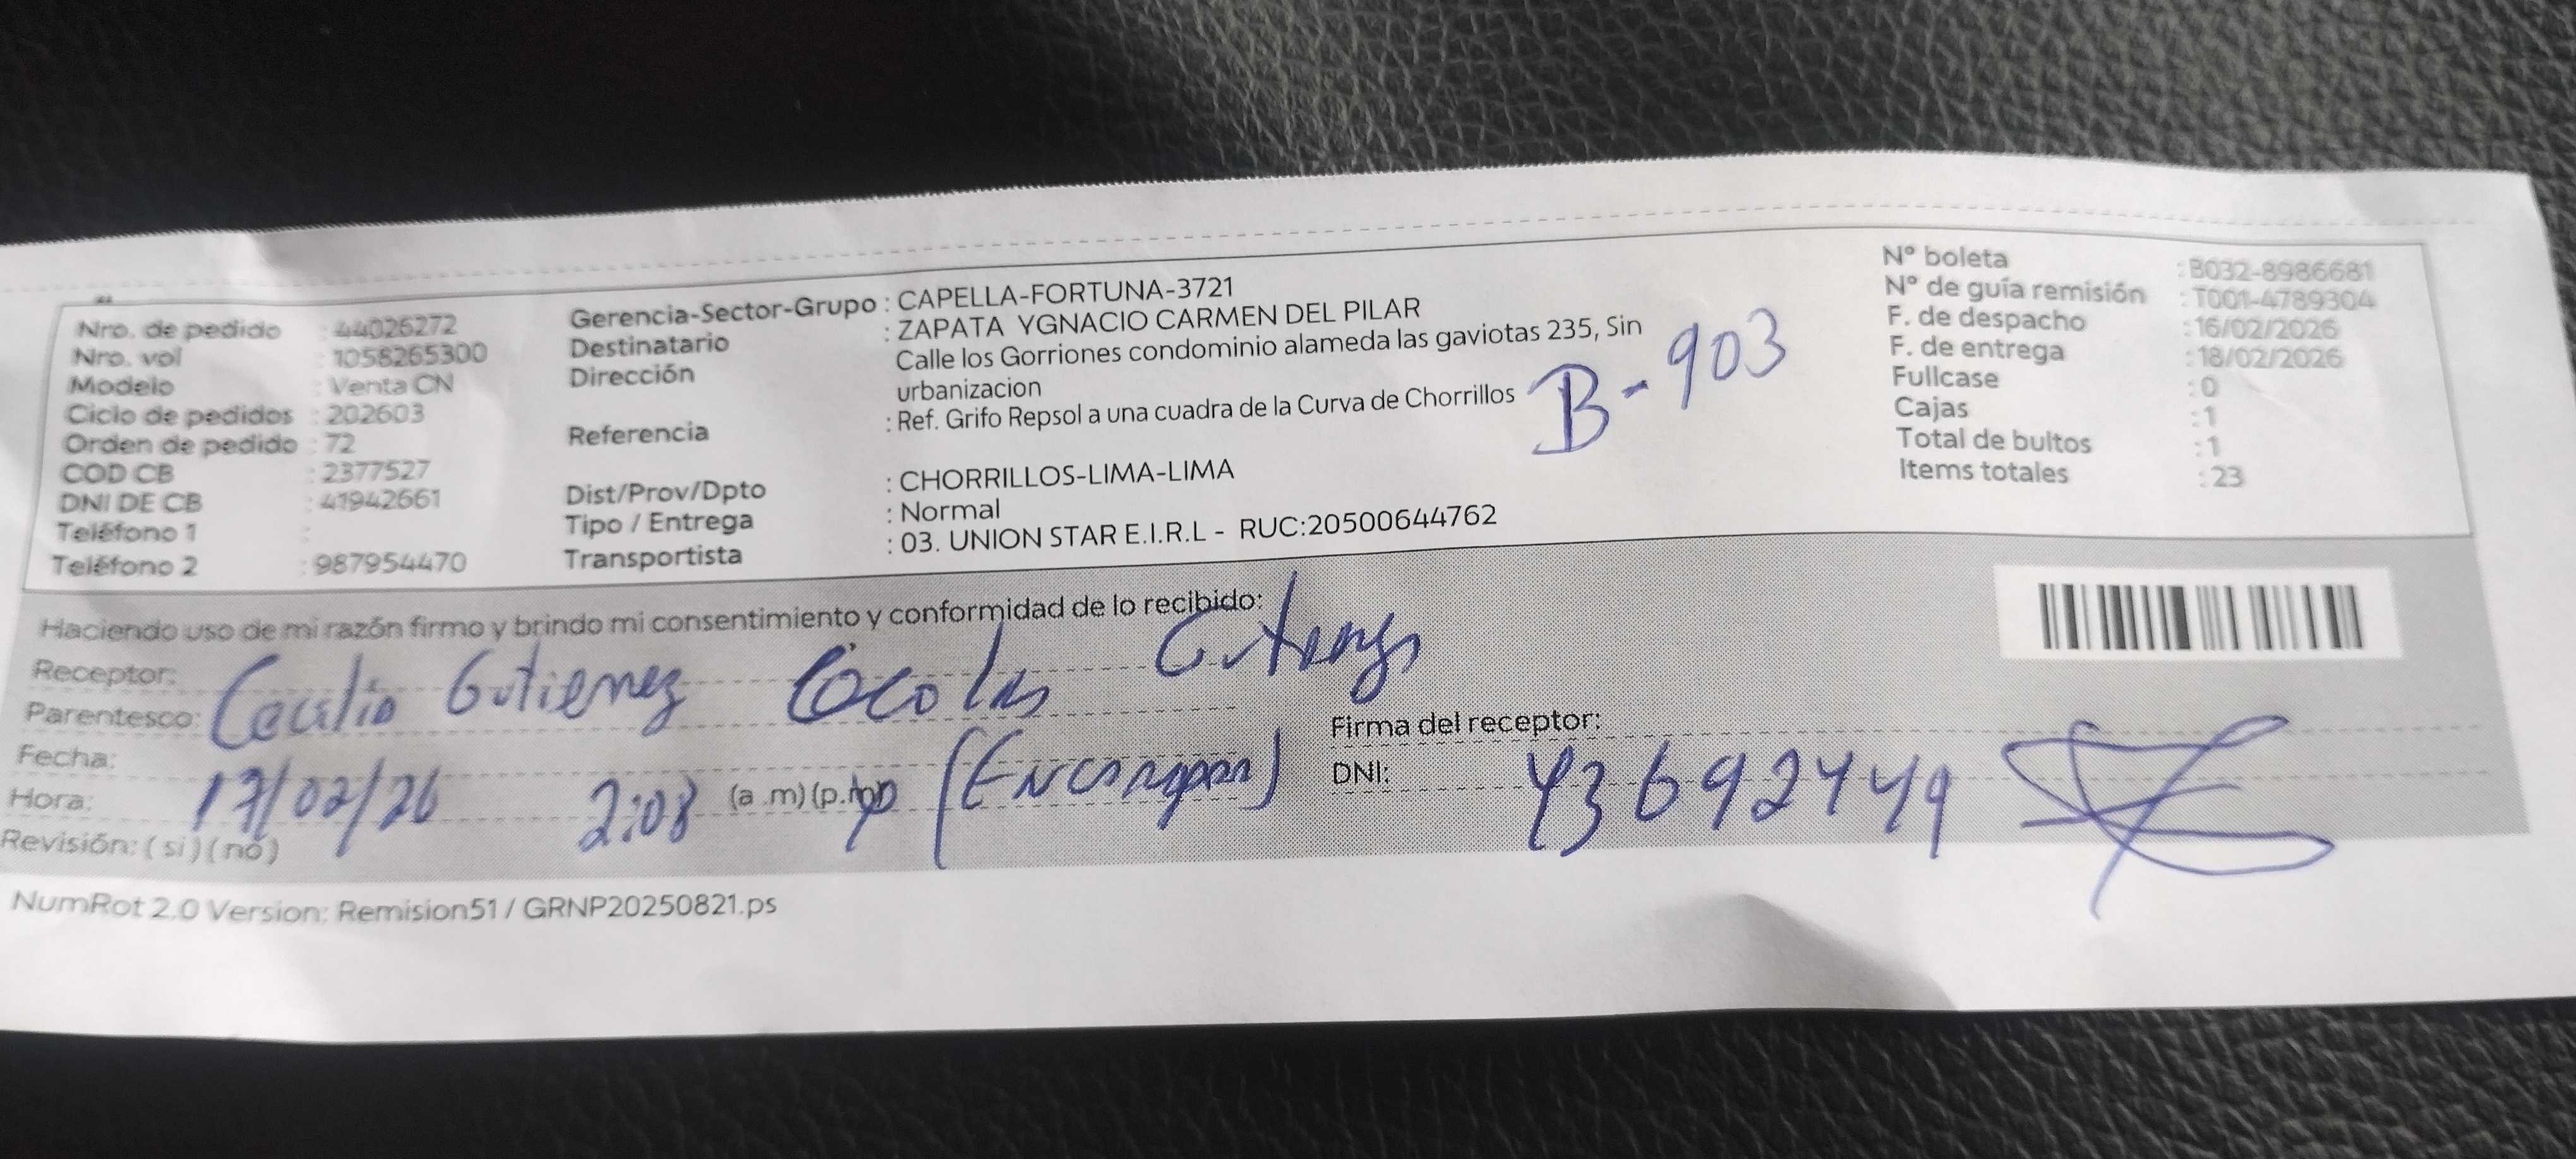 Nro. de pedido : 44026272
Nro. vol : 1058265300
Modelo : Venta CN
Ciclo de pedidos : 202603
Orden de pedido : 72
COD CB : 2377527
DNI DE CB : 41942661
Teléfono 1 :
Teléfono 2 : 987954470
Gerencia-Sector-Grupo : CAPELLA-FORTUNA-3721
Destinatario : ZAPATA YGNACIO CARMEN DEL PILAR
Dirección Calle los Gorriones condominio alameda las gaviotas 235, Sin
urbanizacion
Referencia : Ref. Grifo Repsol a una cuadra de la Curva de Chorrillos
B-903
Dist/Prov/Dpto : CHORRILLOS-LIMA-LIMA
Tipo / Entrega : Normal
Transportista : 03. UNION STAR E.I.R.L - RUC:20500644762
Nº boleta : B032-8986681
Nº de guía remisión : T001-4789304
F. de despacho : 16/02/2026
F. de entrega : 18/02/2026
Fullcase : 0
Cajas : 1
Total de bultos : 1
Items totales : 23
Haciendo uso de mi razón firmo y brindo mi consentimiento y conformidad de lo recibido:
Receptor:
Parentesco: Gutierrez
Fecha:
Hora: 17/02/26 2:08 (a .m) (p.m)
Revisión: ( si ) ( no )
Firma del receptor:
DNI: 43692449
NumRot 2.0 Version: Remision51 / GRNP20250821.ps